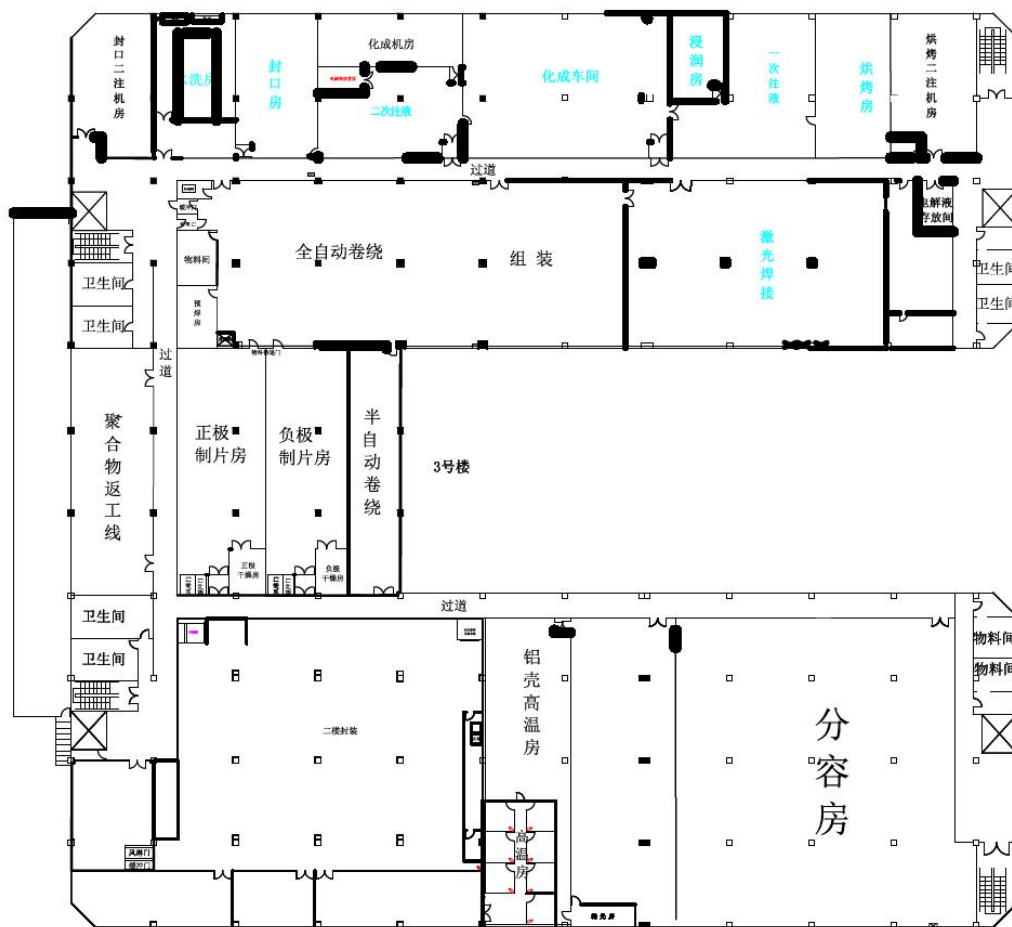 封口二注机房
水洗房
封口房
化成机房
二次注液
化成车间
浸润房
一次注液
烘烤房
烘烤二注机房
过道
电解液
存放间
缓冲门
全自动卷绕
组装
激光焊接
物料间
预焊房
卫生间
卫生间
卫生间
卫生间
过道
聚合物返工线
正极
制片房
负极
制片房
半自动卷绕
3号楼
正极
干燥房
负极
干燥房
过道
卫生间
卫生间
物料间
物料间
铝壳高温房
二楼封装
分容房
高温房
风淋门
缓冲门